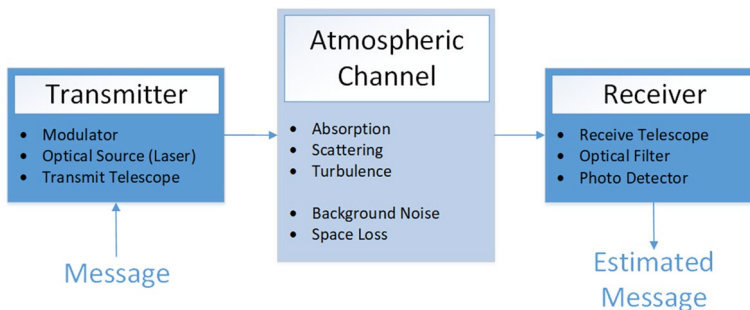 Transmitter
• Modulator
• Optical Source (Laser)
• Transmit Telescope
Message
Atmospheric
Channel
• Absorption
• Scattering
• Turbulence
• Background Noise
• Space Loss
Receiver
• Receive Telescope
• Optical Filter
• Photo Detector
Estimated
Message